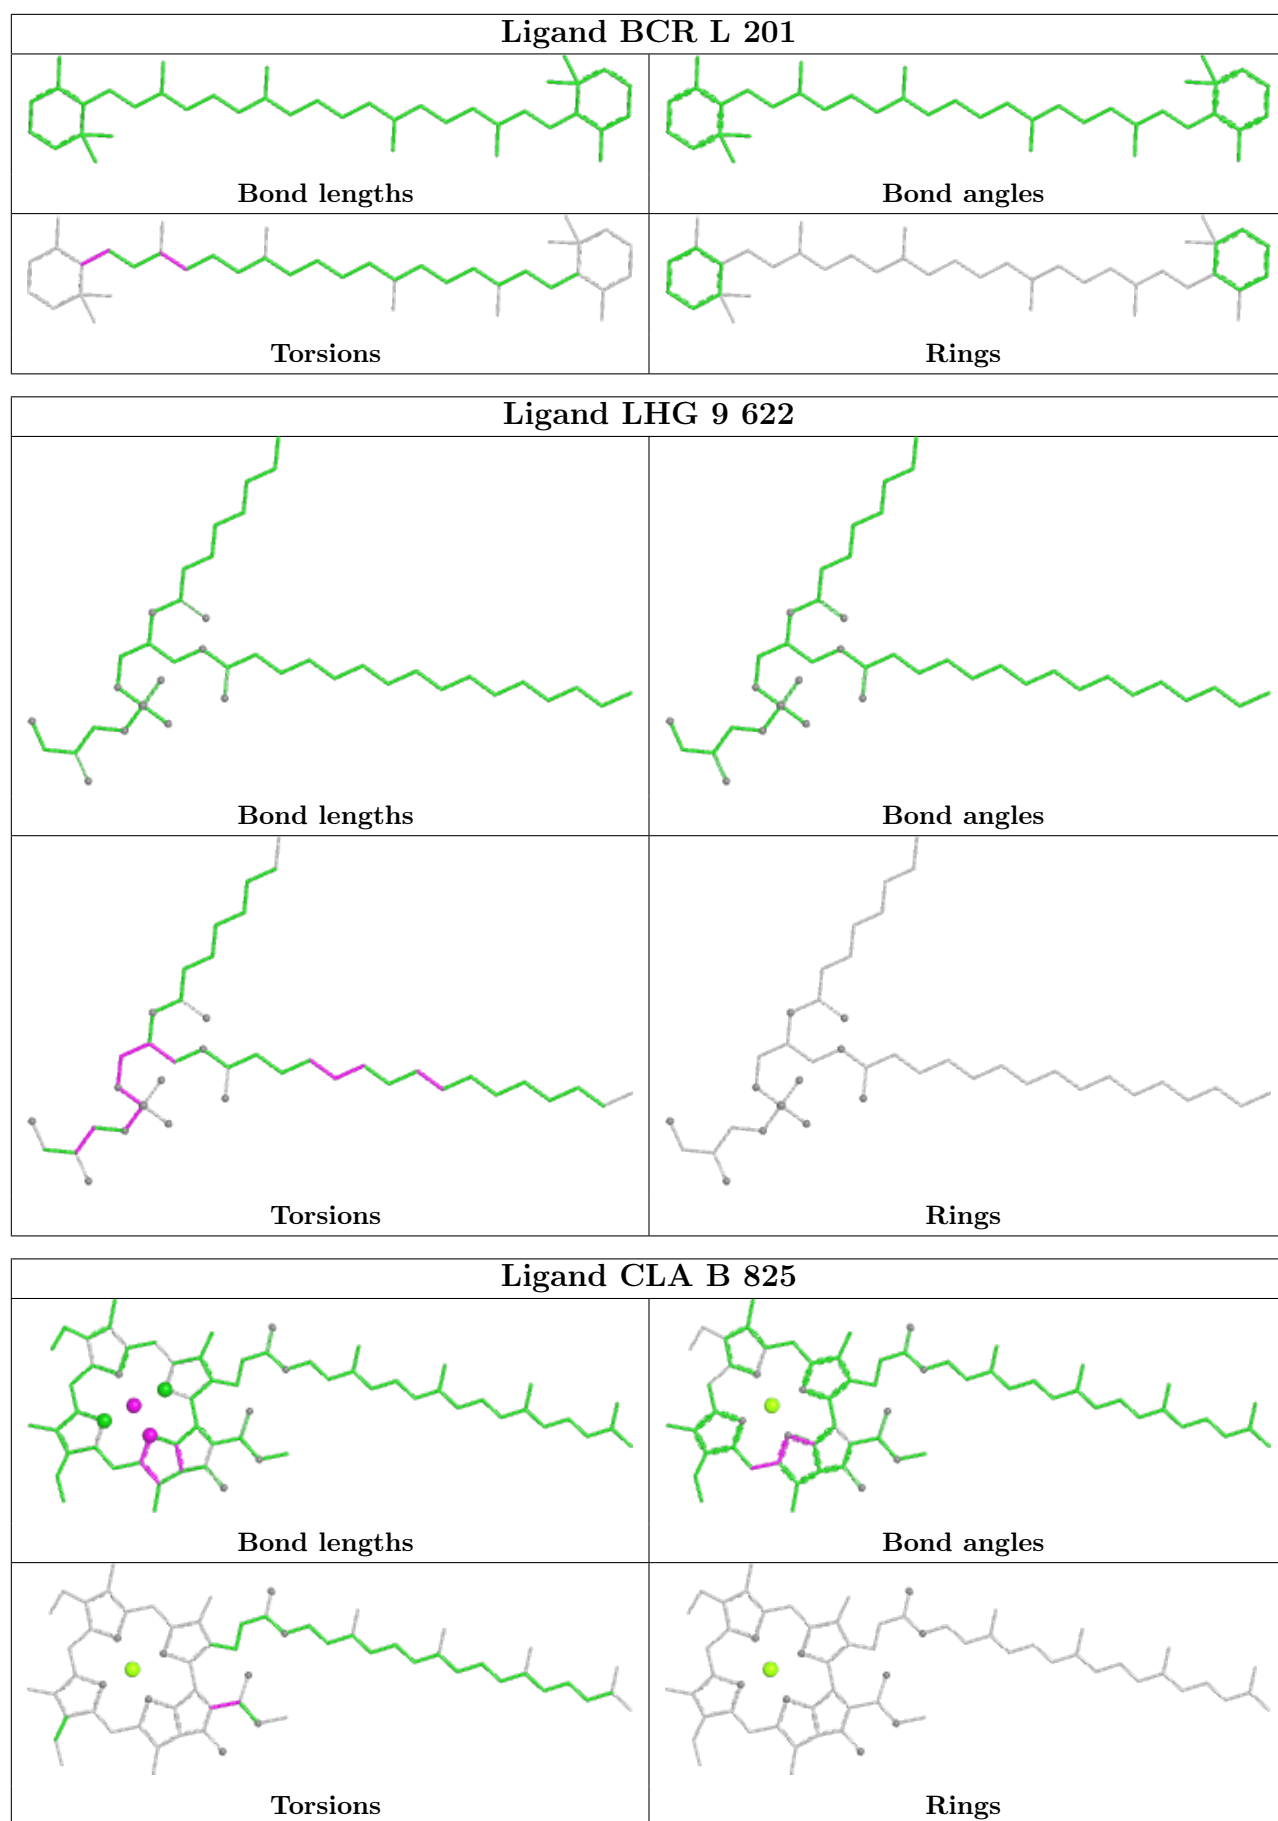 Ligand BCR L 201
Bond lengths
Bond angles
Torsions
Rings
Ligand LHG 9 622
Bond lengths
Bond angles
Torsions
Rings
Ligand CLA B 825
Bond lengths
Bond angles
Torsions
Rings